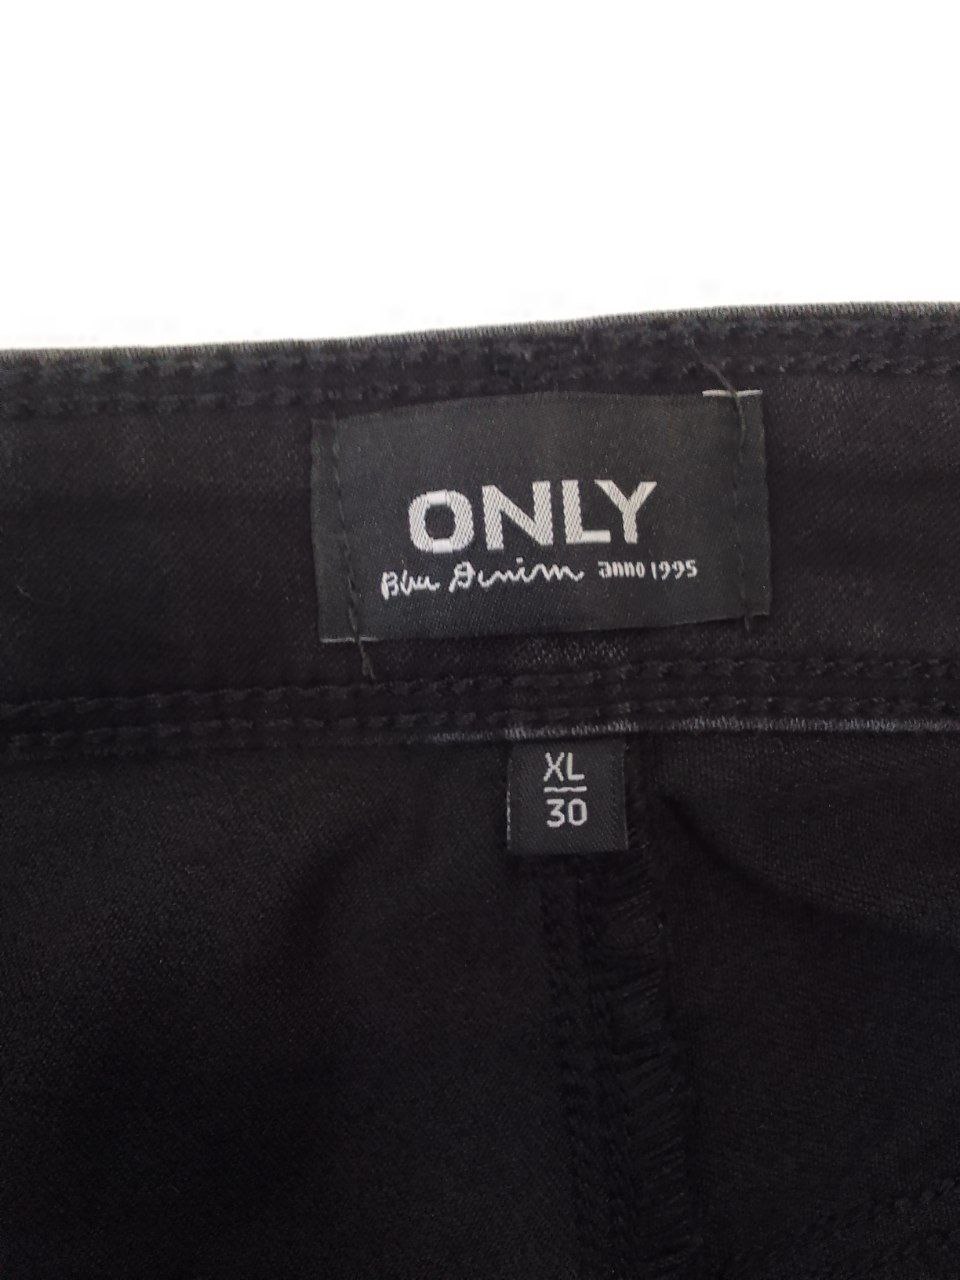 ONLY
Blue Denim anno 1995
XL
30